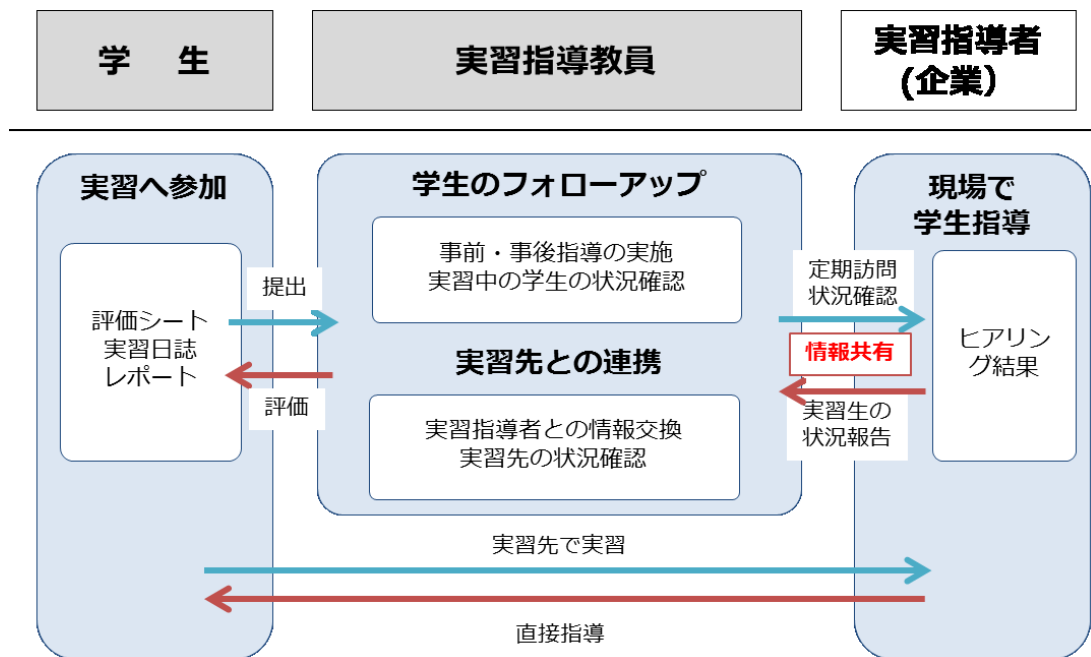 学 生
実習指導教員
実習指導者
(企業）
実習へ参加
評価シート
実習日誌
レポート
提出
評価
学生のフォローアップ
事前・事後指導の実施
実習中の学生の状況確認
実習先との連携
実習指導者との情報交換
実習先の状況確認
定期訪問
状況確認
情報共有
実習生の
状況報告
現場で
学生指導
ヒアリン
グ結果
実習先で実習
直接指導